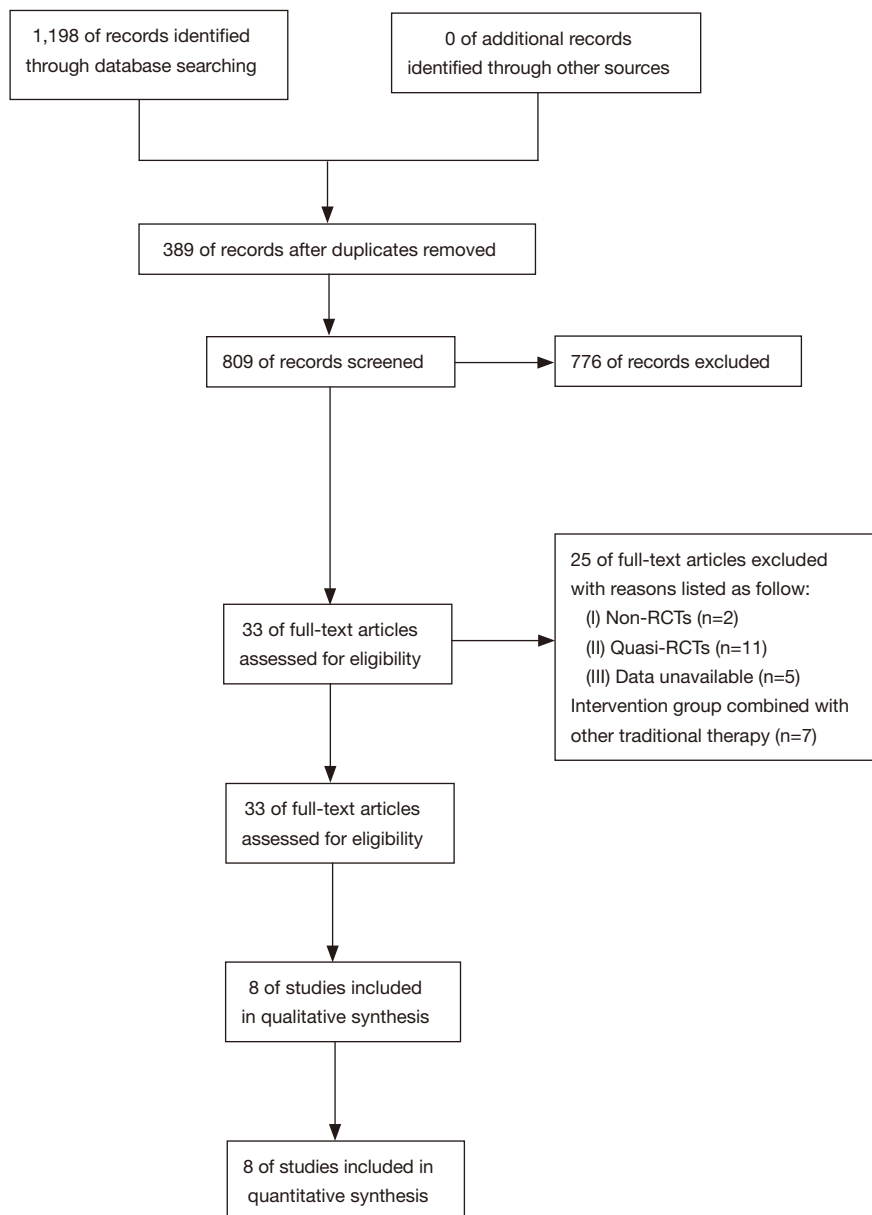 1,198 of records identified
through database searching
0 of additional records
identified through other sources
389 of records after duplicates removed
809 of records screened
776 of records excluded
25 of full-text articles excluded
with reasons listed as follow:
(I) Non-RCTs (n=2)
(II) Quasi-RCTs (n=11)
(III) Data unavailable (n=5)
Intervention group combined with
other traditional therapy (n=7)
33 of full-text articles
assessed for eligibility
33 of full-text articles
assessed for eligibility
8 of studies included
in qualitative synthesis
8 of studies included in
quantitative synthesis